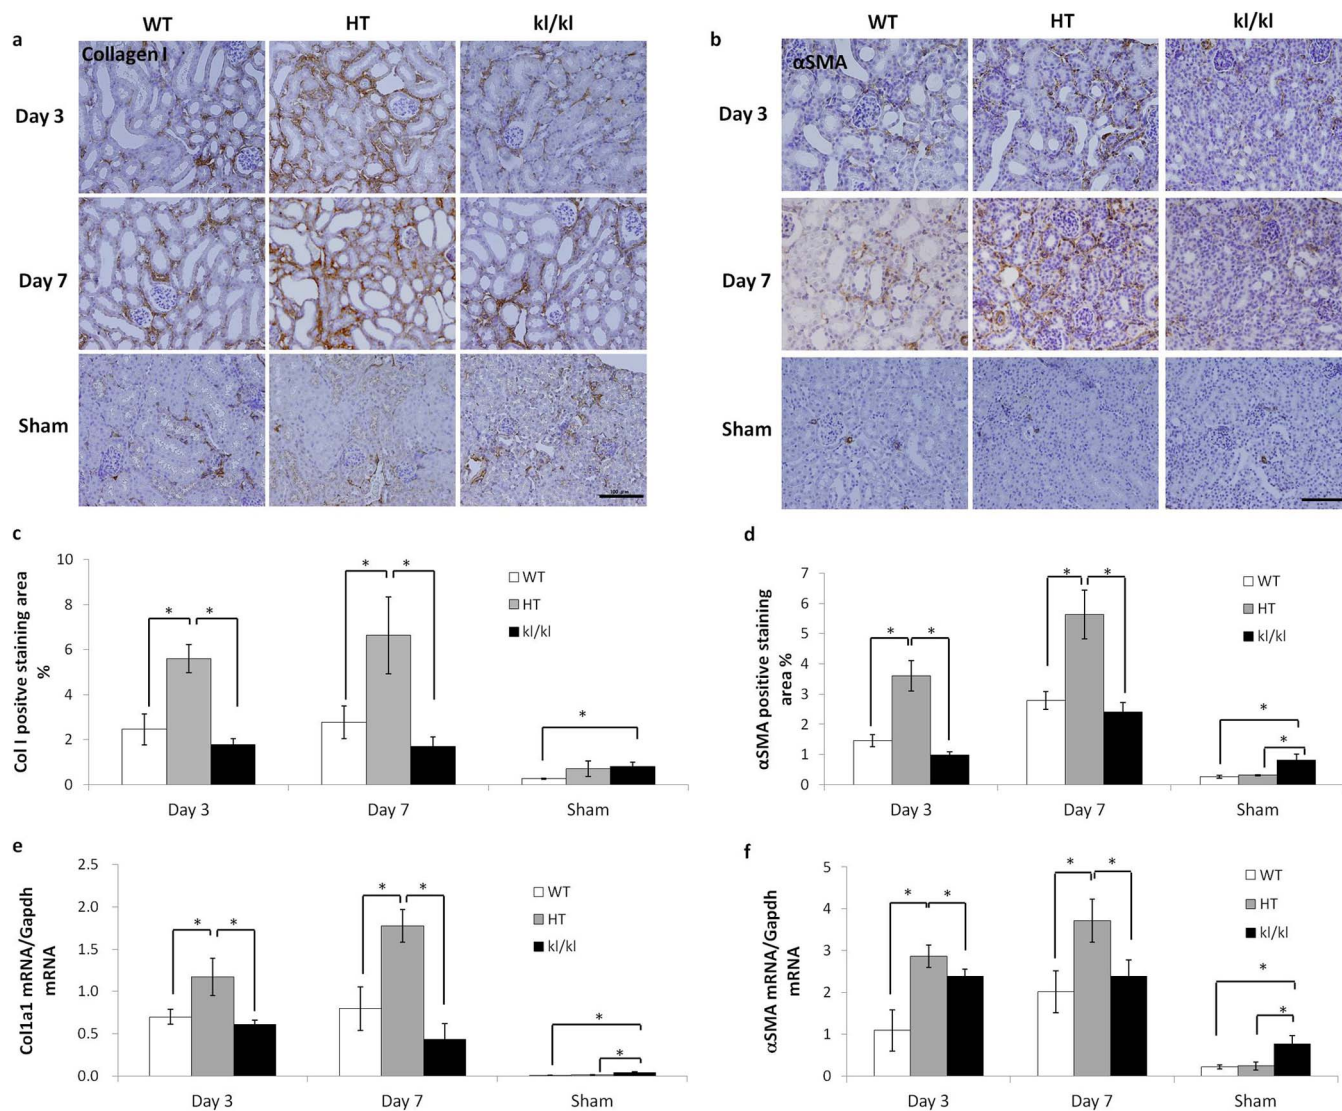 WT HT kl/kl
a
Collagen I
Day 3
Day 7
Sham
100 μm
WT HT kl/kl
b
αSMA
Day 3
Day 7
Sham
c
Col I positve staining area
%
10
8
6
4
2
0
* *
* *
*
WT
HT
kl/kl
Day 3 Day 7 Sham
d
αSMA positive staining
area %
7
6
5
4
3
2
1
0
* *
* *
*
*
WT
HT
kl/kl
Day 3 Day 7 Sham
e
Col1a1 mRNA/Gapdh
mRNA
2.5
2.0
1.5
1.0
0.5
0.0
* *
* *
*
*
WT
HT
kl/kl
Day 3 Day 7 Sham
f
αSMA mRNA/Gapdh
mRNA
5
4
3
2
1
0
* *
* *
*
*
WT
HT
kl/kl
Day 3 Day 7 Sham